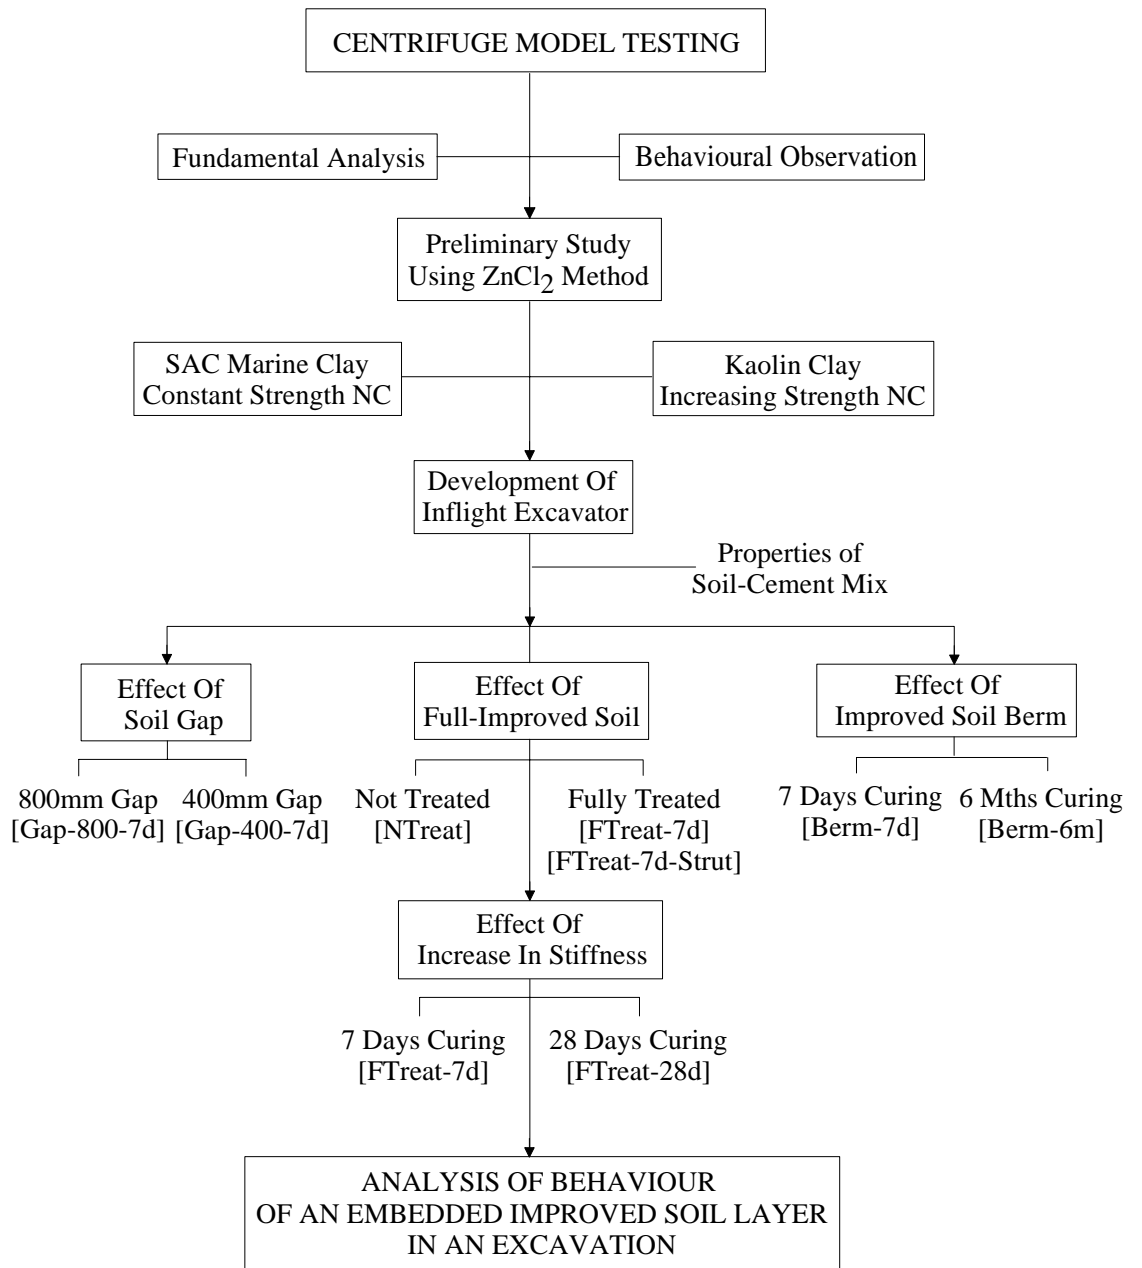 CENTRIFUGE MODEL TESTING
Fundamental Analysis
Behavioural Observation
Preliminary Study
Using ZnCl2 Method
SAC Marine Clay
Constant Strength NC
Kaolin Clay
Increasing Strength NC
Development Of
Inflight Excavator
Properties of
Soil-Cement Mix
Effect Of
Soil Gap
Effect Of
Full-Improved Soil
Effect Of
Improved Soil Berm
800mm Gap
[Gap-800-7d]
400mm Gap
[Gap-400-7d]
Not Treated
[NTreat]
Fully Treated
[FTreat-7d]
[FTreat-7d-Strut]
7 Days Curing
[Berm-7d]
6 Mths Curing
[Berm-6m]
Effect Of
Increase In Stiffness
7 Days Curing
[FTreat-7d]
28 Days Curing
[FTreat-28d]
ANALYSIS OF BEHAVIOUR
OF AN EMBEDDED IMPROVED SOIL LAYER
IN AN EXCAVATION